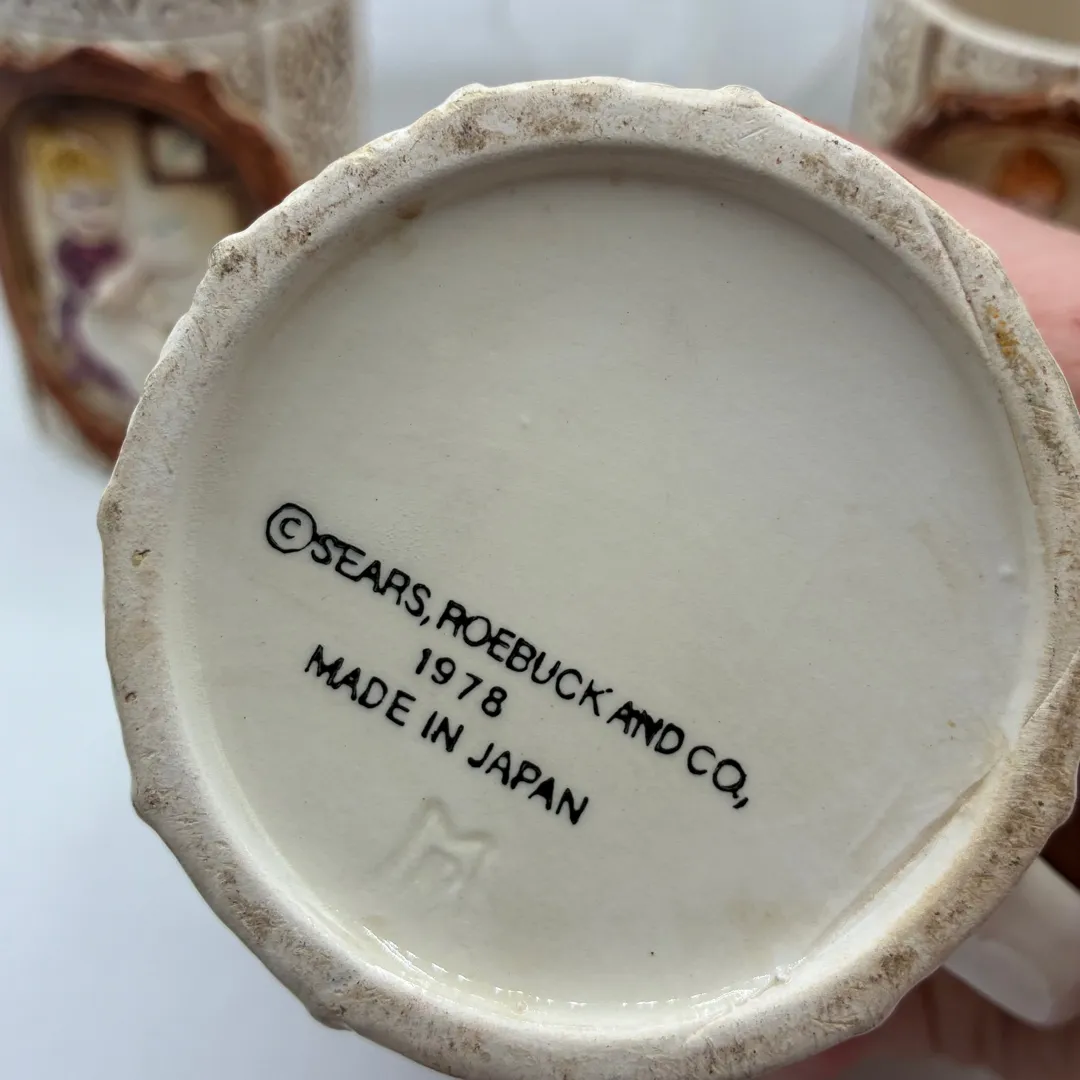 ©SEARS, ROEBUCK AND CO,
1978
MADE IN JAPAN
M